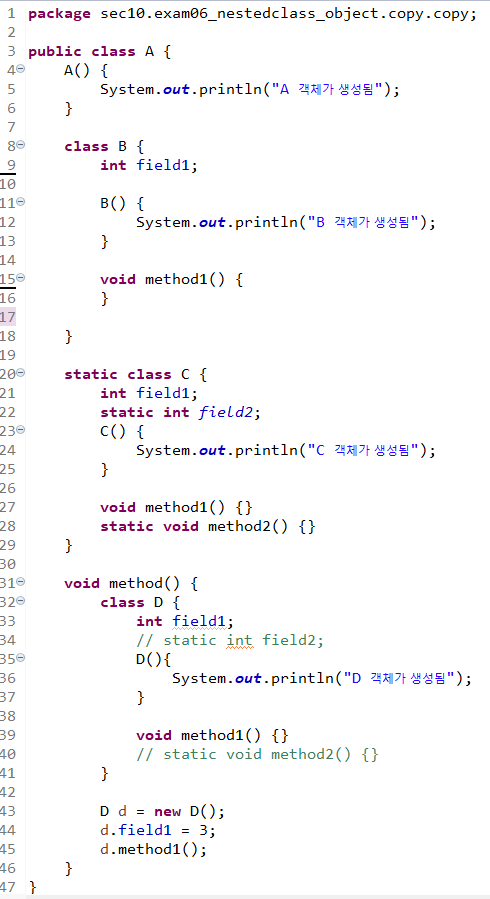 1 package sec10.exam06_nestedclass_object.copy.copy;
2
3 public class A {
4 A() {
5 System.out.println("A 객체가 생성됨");
6 }
7
8 class B {
9 int field1;
10
11 B() {
12 System.out.println("B 객체가 생성됨");
13 }
14
15 void method1() {
16 }
17
18 }
19
20 static class C {
21 int field1;
22 static int field2;
23 C() {
24 System.out.println("C 객체가 생성됨");
25 }
26
27 void method1() {}
28 static void method2() {}
29 }
30
31 void method() {
32 class D {
33 int field1;
34 // static int field2;
35 D(){
36 System.out.println("D 객체가 생성됨");
37 }
38
39 void method1() {}
40 // static void method2() {}
41 }
42
43 D d = new D();
44 d.field1 = 3;
45 d.method1();
46 }
47 }